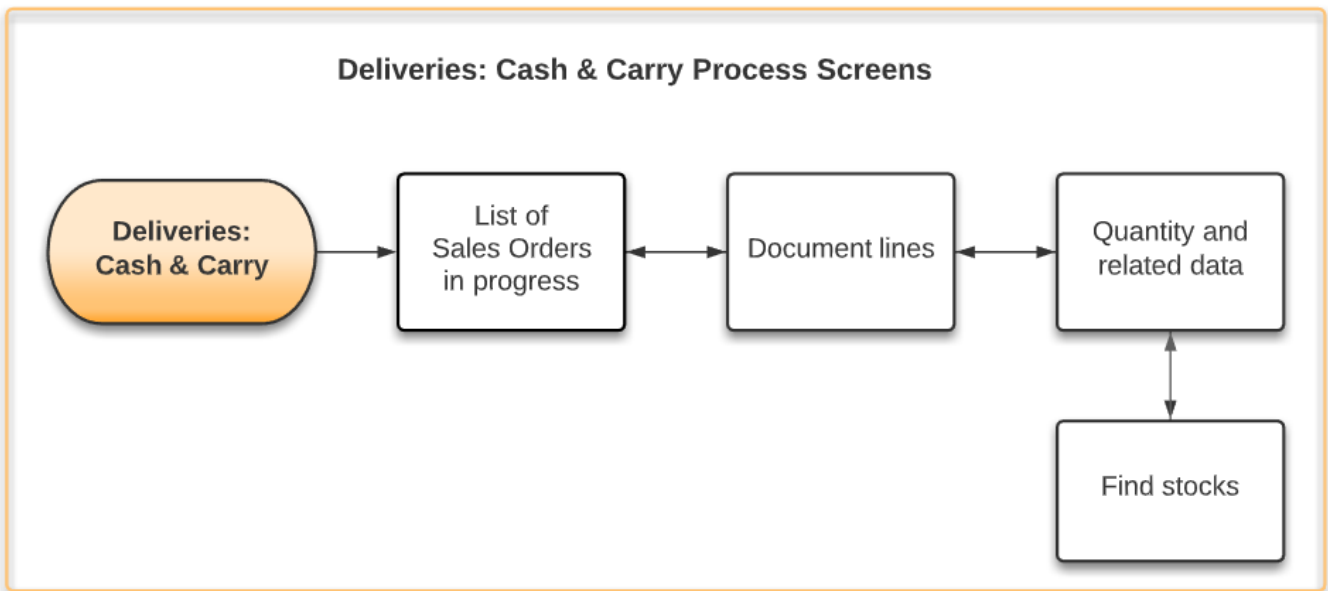 Deliveries: Cash & Carry Process Screens
Deliveries:
Cash & Carry
List of
Sales Orders
in progress
Document lines
Quantity and
related data
Find stocks